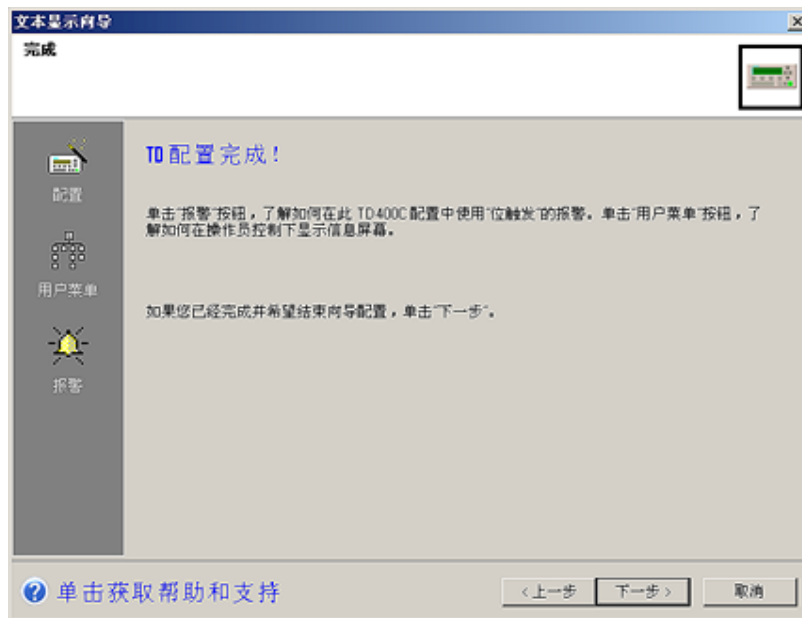 文本显示向导
完成
配置
用户菜单
报警
TD 配置完成！
单击“报警”按钮，了解如何在此 TD400C 配置中使用“位触发”的报警。单击“用户菜单”按钮，了
解如何在操作员控制下显示信息屏幕。
如果您已经完成并希望结束向导配置，单击“下一步”。
单击获取帮助和支持
<上一步
下一步>
取消